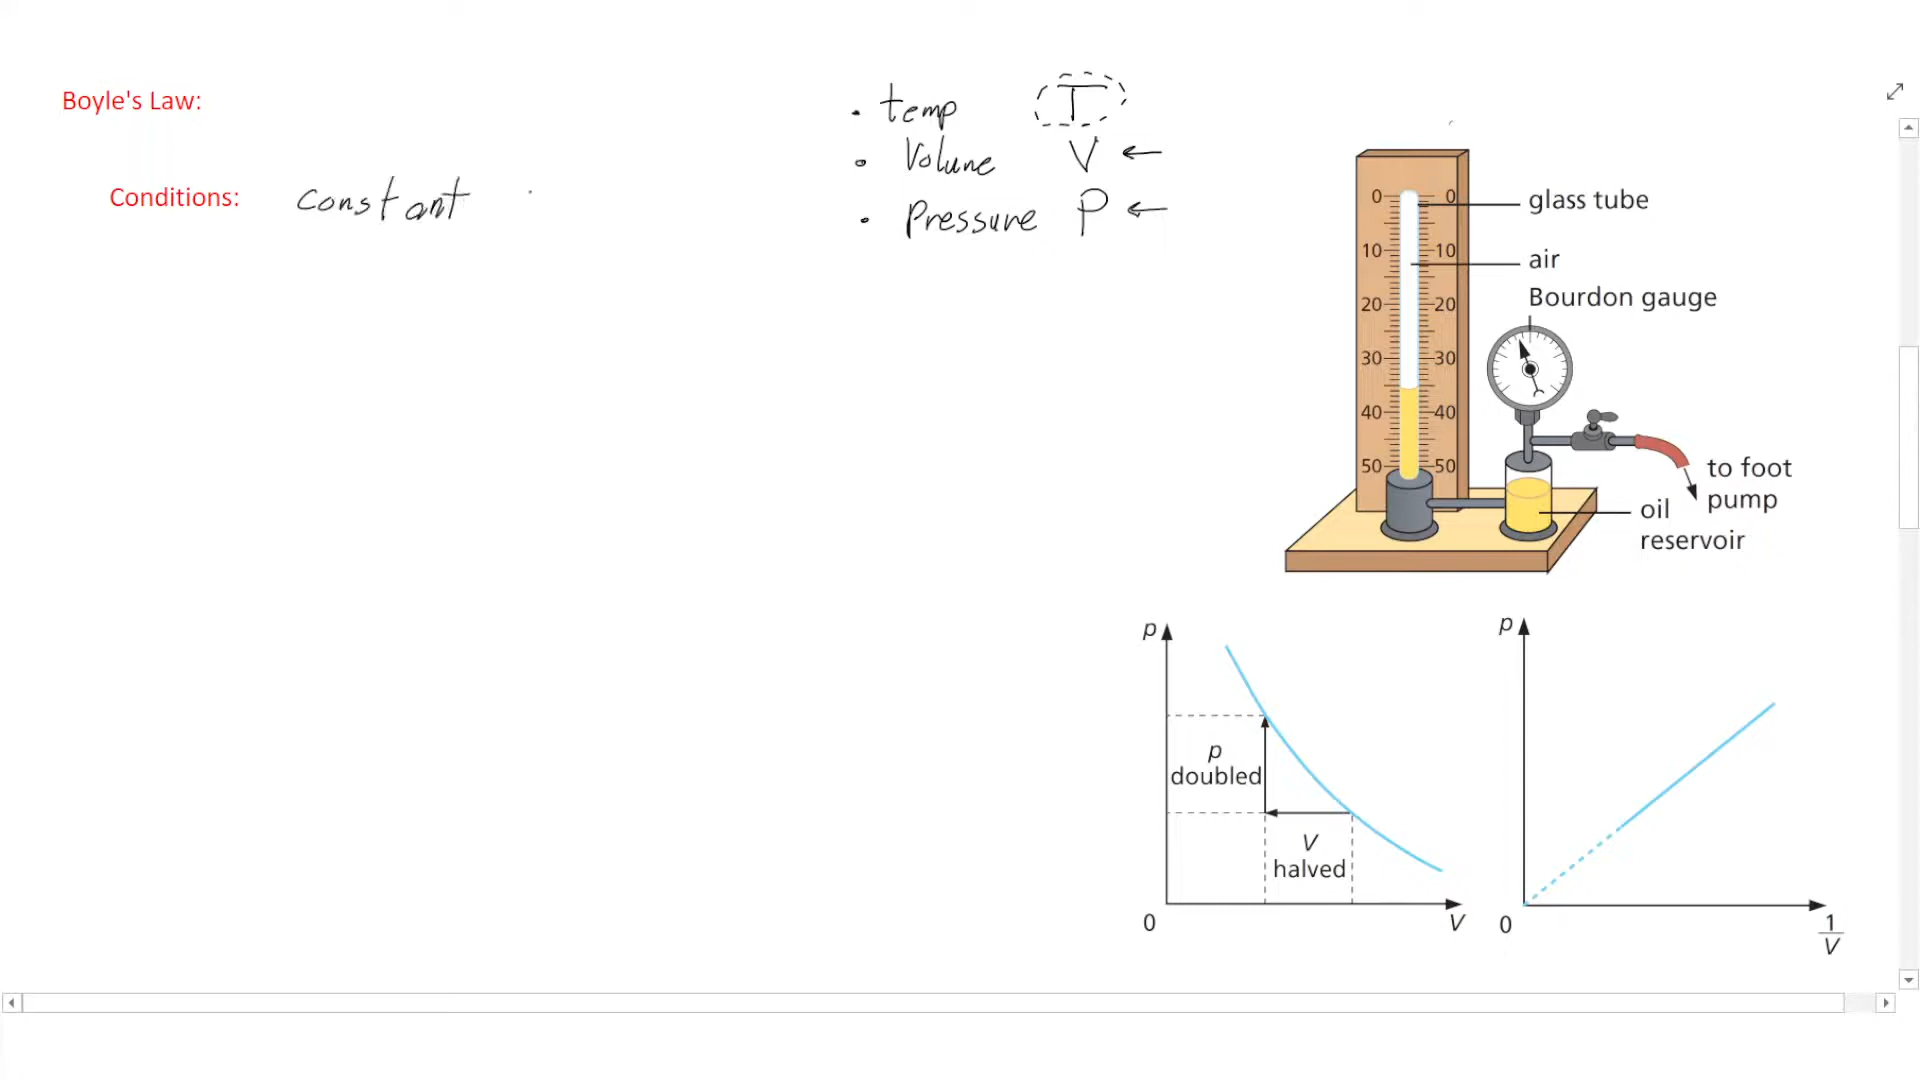 Boyle's Law:
• temp T
• Volume V ←
• Pressure P ←
Conditions: constant
0 0
10 10
20 20
30 30
40 40
50 50
glass tube
air
Bourdon gauge
to foot
pump
oil
reservoir
p
p
doubled
V
halved
0
V
p
0
1
V